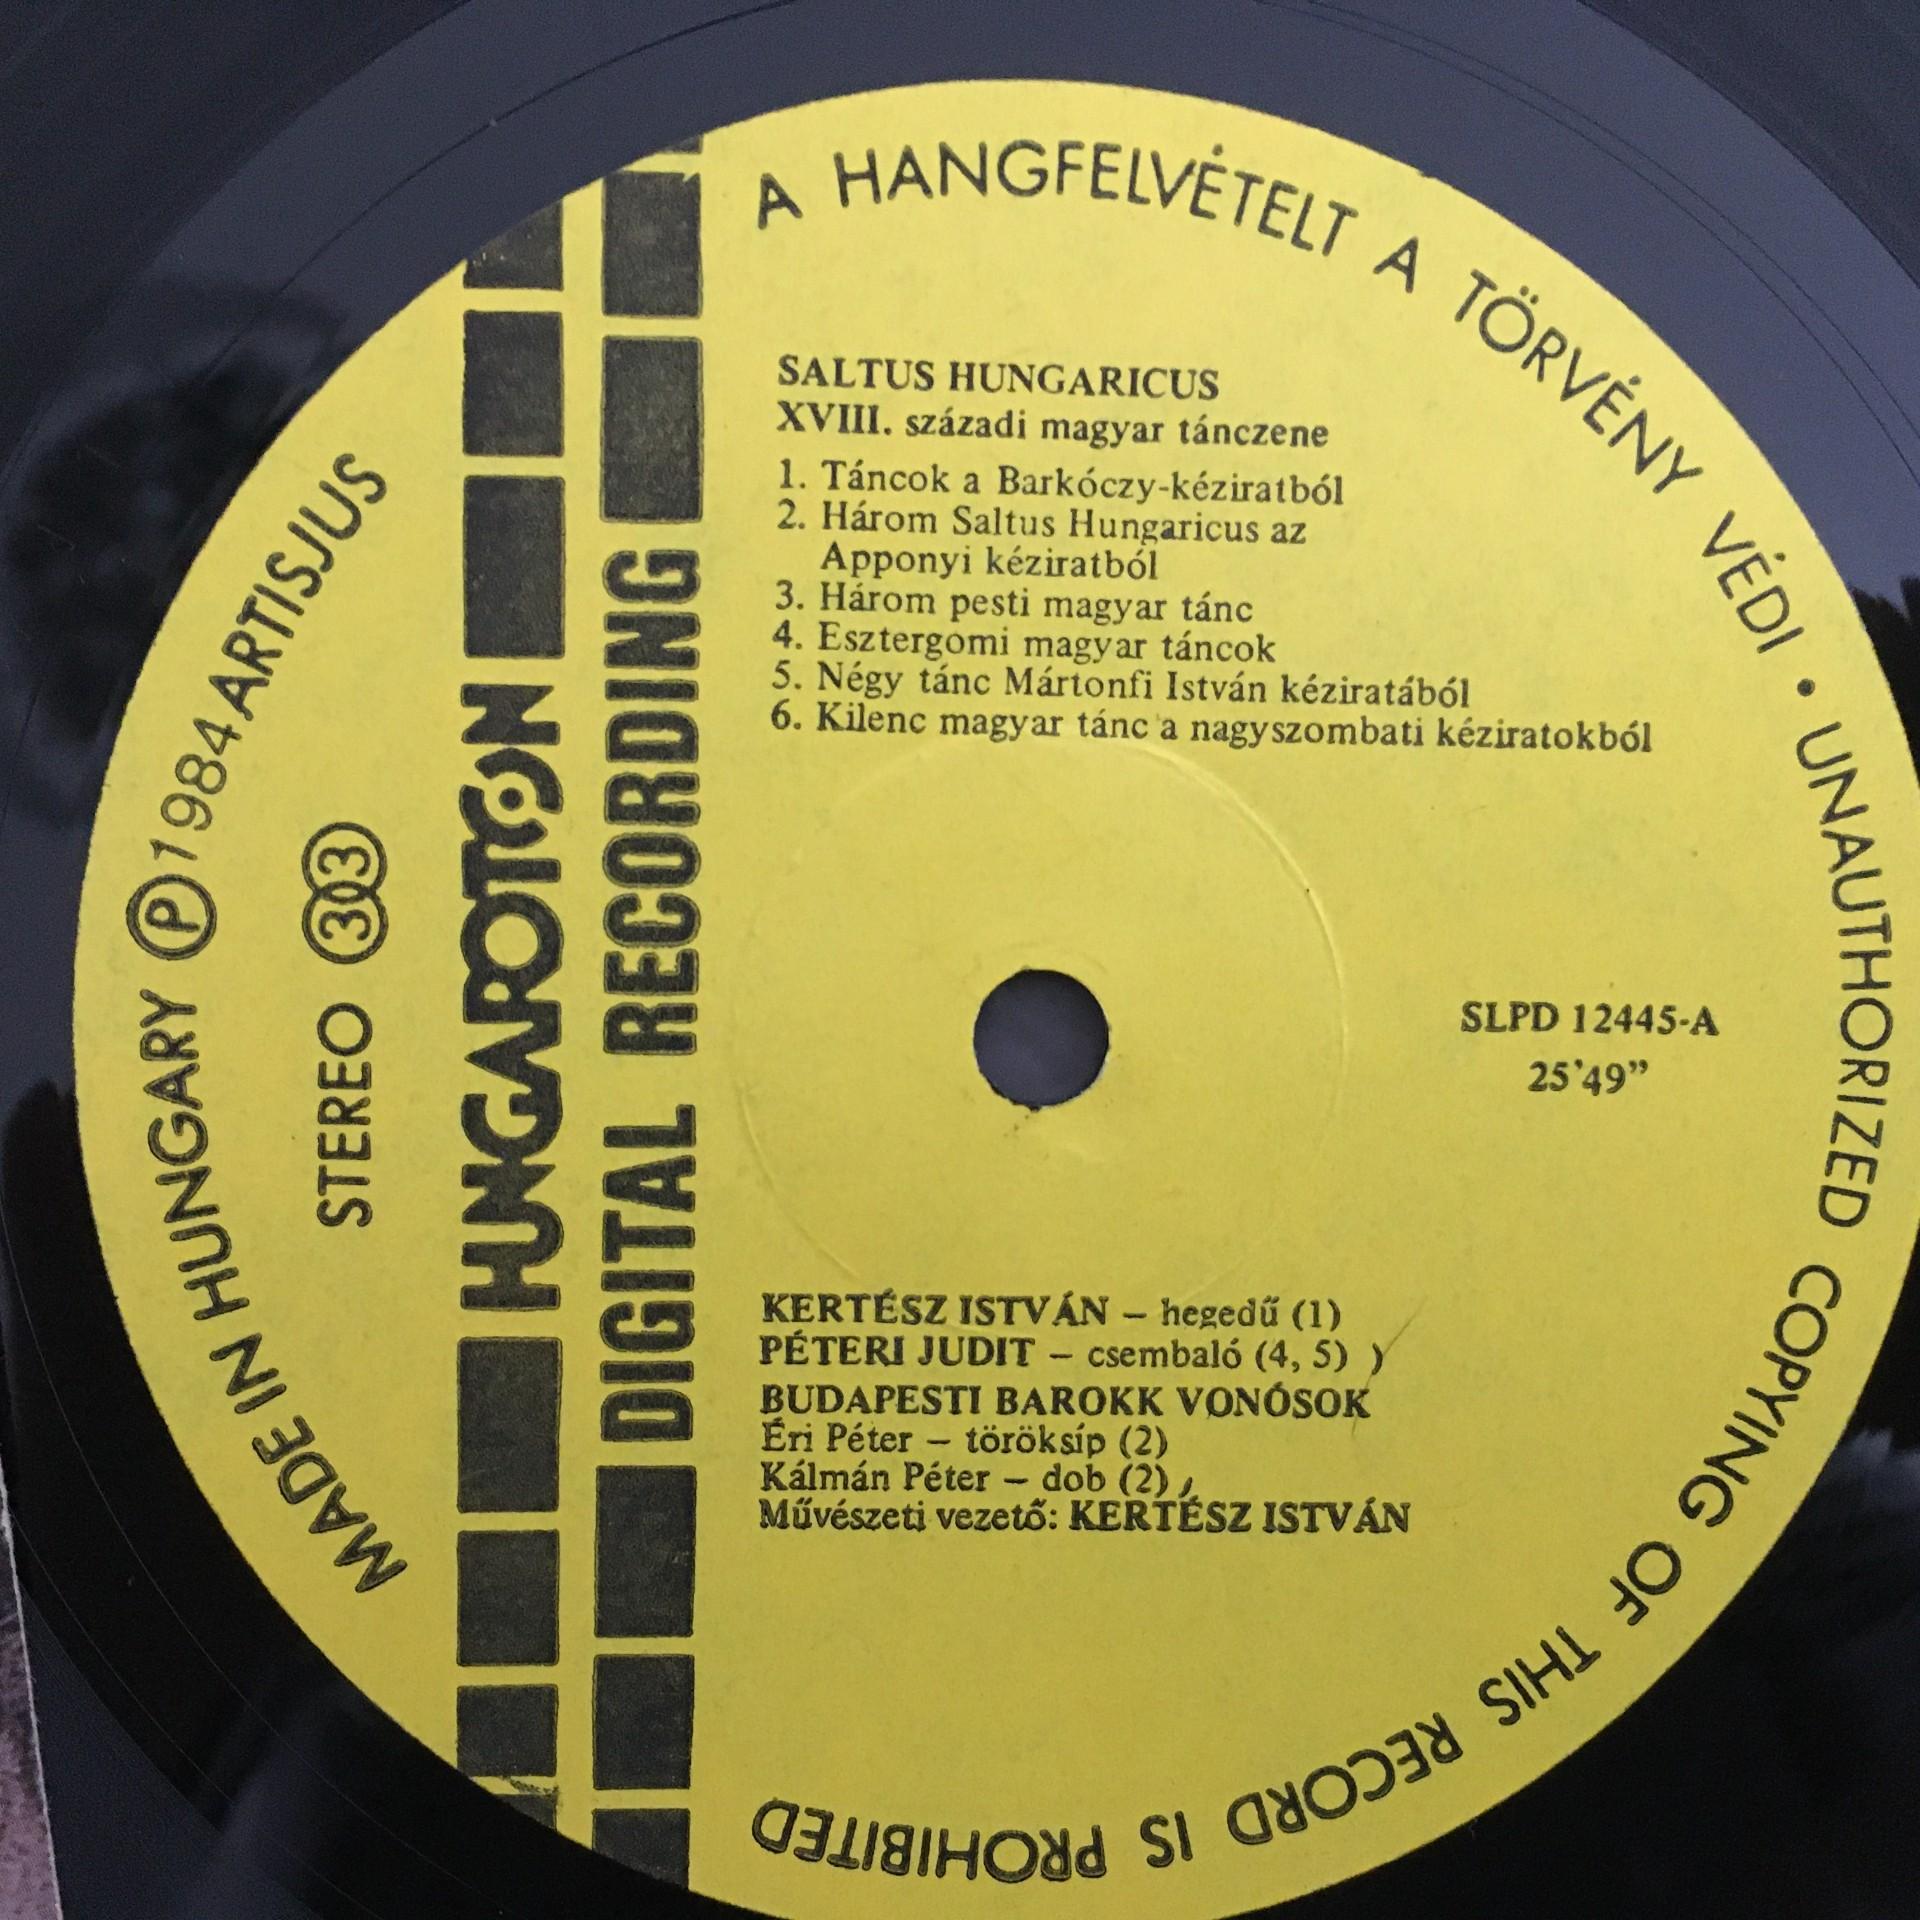 A HANGFELVÉTELT A TÖRVÉNY VÉDI • UNAUTHORIZED COPYING OF THIS RECORD IS PROHIBITED
MADE IN HUNGARY Ⓟ 1984 ARTISJUS
STEREO 33
HUNGAROTON
DIGITAL RECORDING
SALTUS HUNGARICUS
XVIII. századi magyar tánczene
1. Táncok a Barkóczy-kéziratból
2. Három Saltus Hungaricus az
Apponyi kéziratból
3. Három pesti magyar tánc
4. Esztergomi magyar táncok
5. Négy tánc Mártonfi István kéziratából
6. Kilenc magyar tánc a nagyszombati kéziratokból
SLPD 12445-A
25’49”
KERTÉSZ ISTVÁN – hegedű (1)
PÉTERI JUDIT – csembaló (4, 5) )
BUDAPESTI BAROKK VONÓSOK
Éri Péter – töröksíp (2)
Kálmán Péter – dob (2)
Művészeti vezető: KERTÉSZ ISTVÁN